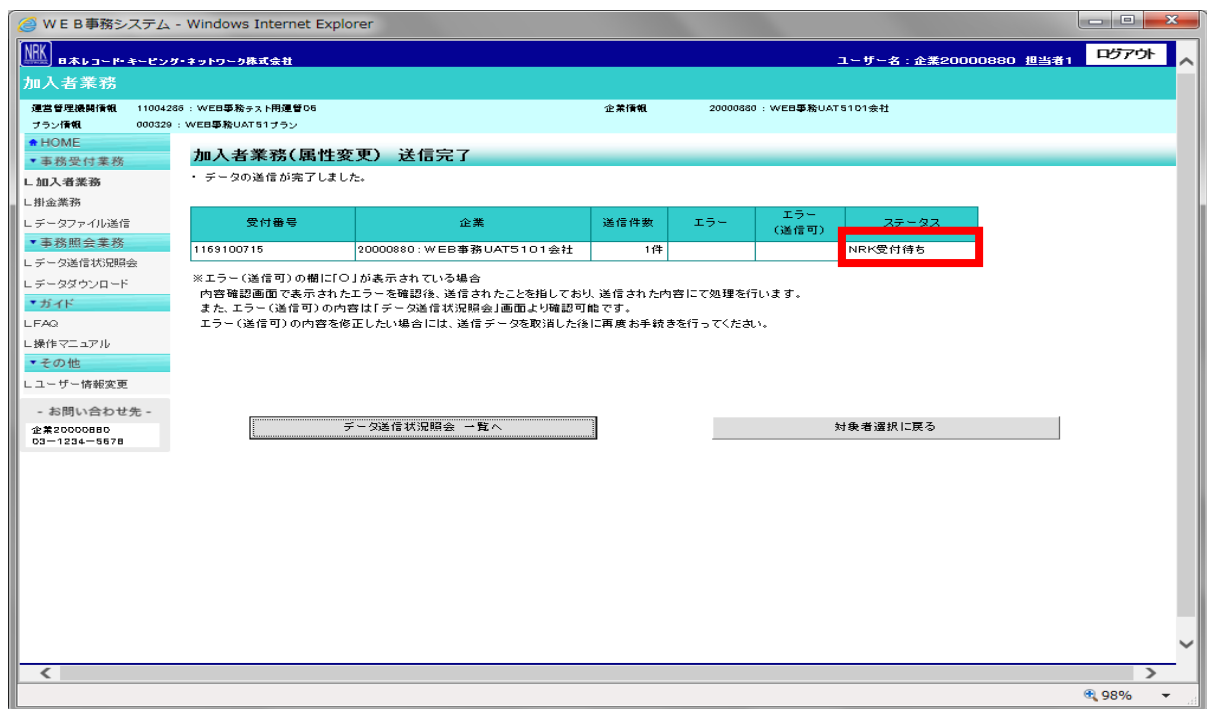 WEB事務システム - Windows Internet Explorer
NRK 日本レコード・キーピング・ネットワーク株式会社
ユーザー名：企業20000880 担当者1
ログアウト
加入者業務
運営管理機関情報 11004286：WEB事務テスト用運管06 企業情報 20000880：WEB事務UAT5101会社
プラン情報 000329：WEB事務UAT51プラン
HOME
事務受付業務
加入者業務
掛金業務
データファイル送信
事務照会業務
データ送信状況照会
データダウンロード
ガイド
FAQ
操作マニュアル
その他
ユーザー情報変更
- お問い合わせ先 -
企業20000880
03－1234－5678
加入者業務(属性変更) 送信完了
・ データの送信が完了しました。
受付番号 企業 送信件数 エラー エラー(送信可) ステータス
1169100715 20000880：WEB事務UAT5101会社 1件 NRK受付待ち
※エラー(送信可)の欄に「○」が表示されている場合
内容確認画面で表示されたエラーを確認後、送信されたことを指しており、送信された内容にて処理を行います。
また、エラー(送信可)の内容は「データ送信状況照会」画面より確認可能です。
エラー(送信可)の内容を修正したい場合には、送信データを取消した後に再度お手続きを行ってください。
データ送信状況照会 一覧へ
対象者選択に戻る
98%